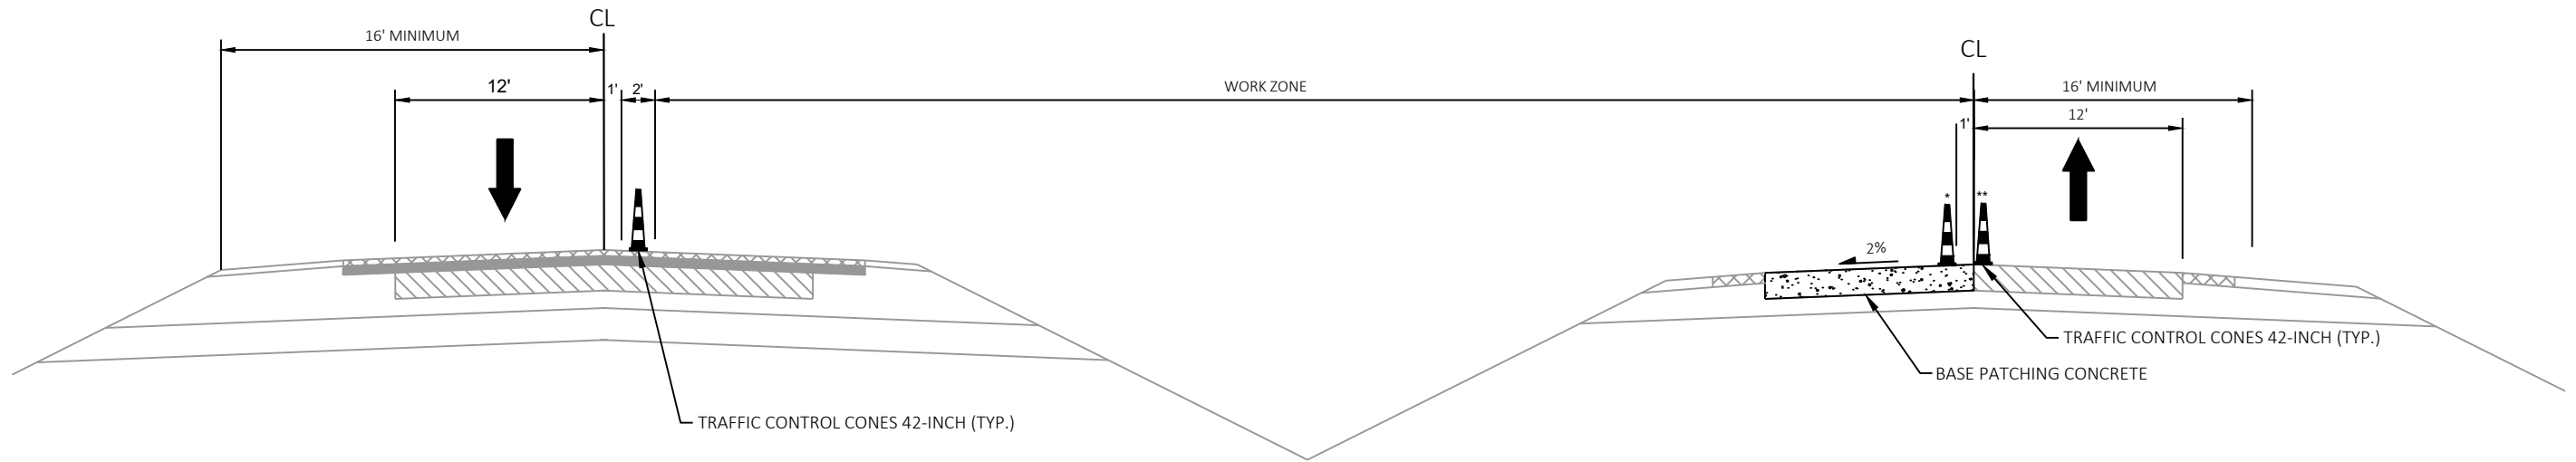 CL
16' MINIMUM
12'
1'
2'
WORK ZONE
CL
16' MINIMUM
12'
1'
*
**
2%
TRAFFIC CONTROL CONES 42-INCH (TYP.)
BASE PATCHING CONCRETE
TRAFFIC CONTROL CONES 42-INCH (TYP.)